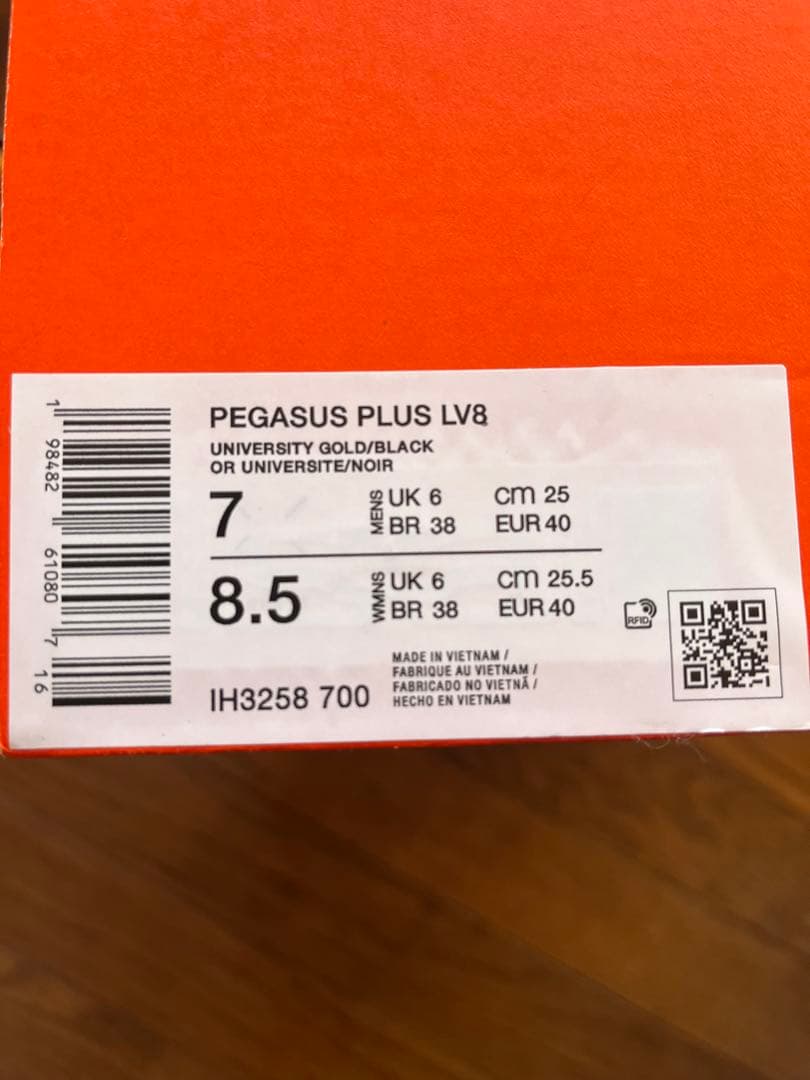 PEGASUS PLUS LV8
UNIVERSITY GOLD/BLACK
OR UNIVERSITE/NOIR
7 MENS UK 6 CM 25
BR 38 EUR 40
8.5 WMNS UK 6 CM 25.5
BR 38 EUR 40
RFID
MADE IN VIETNAM /
FABRIQUE AU VIETNAM /
FABRICADO NO VIETNÃ /
HECHO EN VIETNAM
IH3258 700
1 98482 61080 7 16